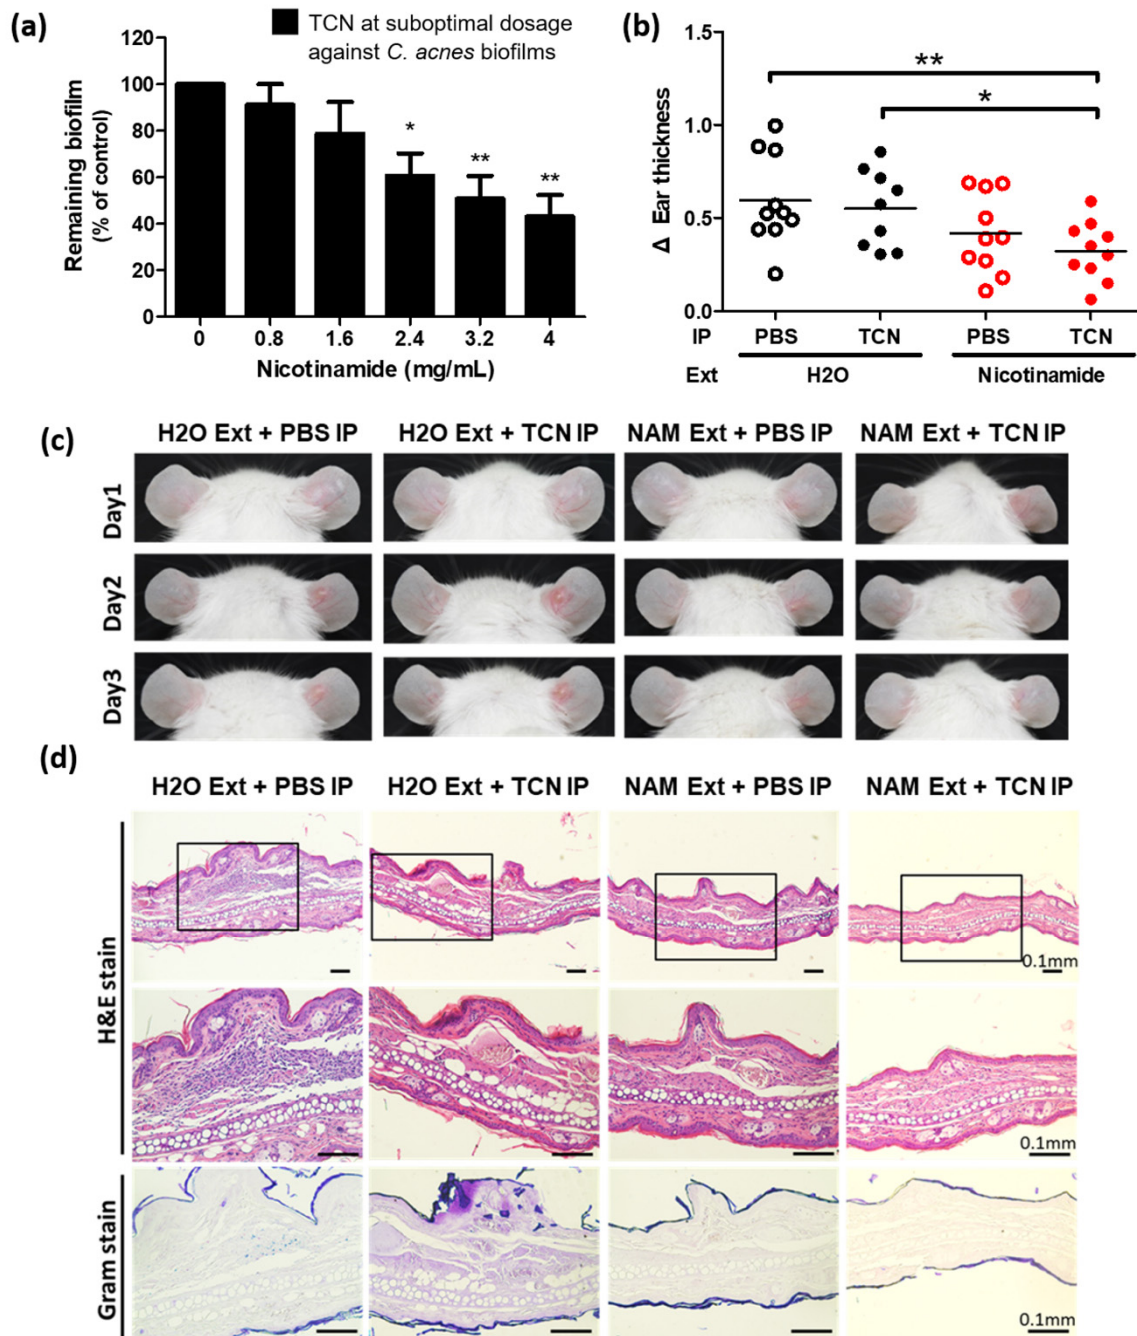 (a)
TCN at suboptimal dosage
against C. acnes biofilms
Remaining biofilm
(% of control)
120
100
80
60
40
20
0
*
**
**
0 0.8 1.6 2.4 3.2 4
Nicotinamide (mg/mL)
(b)
Δ Ear thickness
1.5
1.0
0.5
0.0
**
*
IP PBS TCN PBS TCN
Ext H2O Nicotinamide
(c)
H2O Ext + PBS IP H2O Ext + TCN IP NAM Ext + PBS IP NAM Ext + TCN IP
Day1
Day2
Day3
(d)
H2O Ext + PBS IP H2O Ext + TCN IP NAM Ext + PBS IP NAM Ext + TCN IP
H&E stain
0.1mm
0.1mm
Gram stain
0.1mm